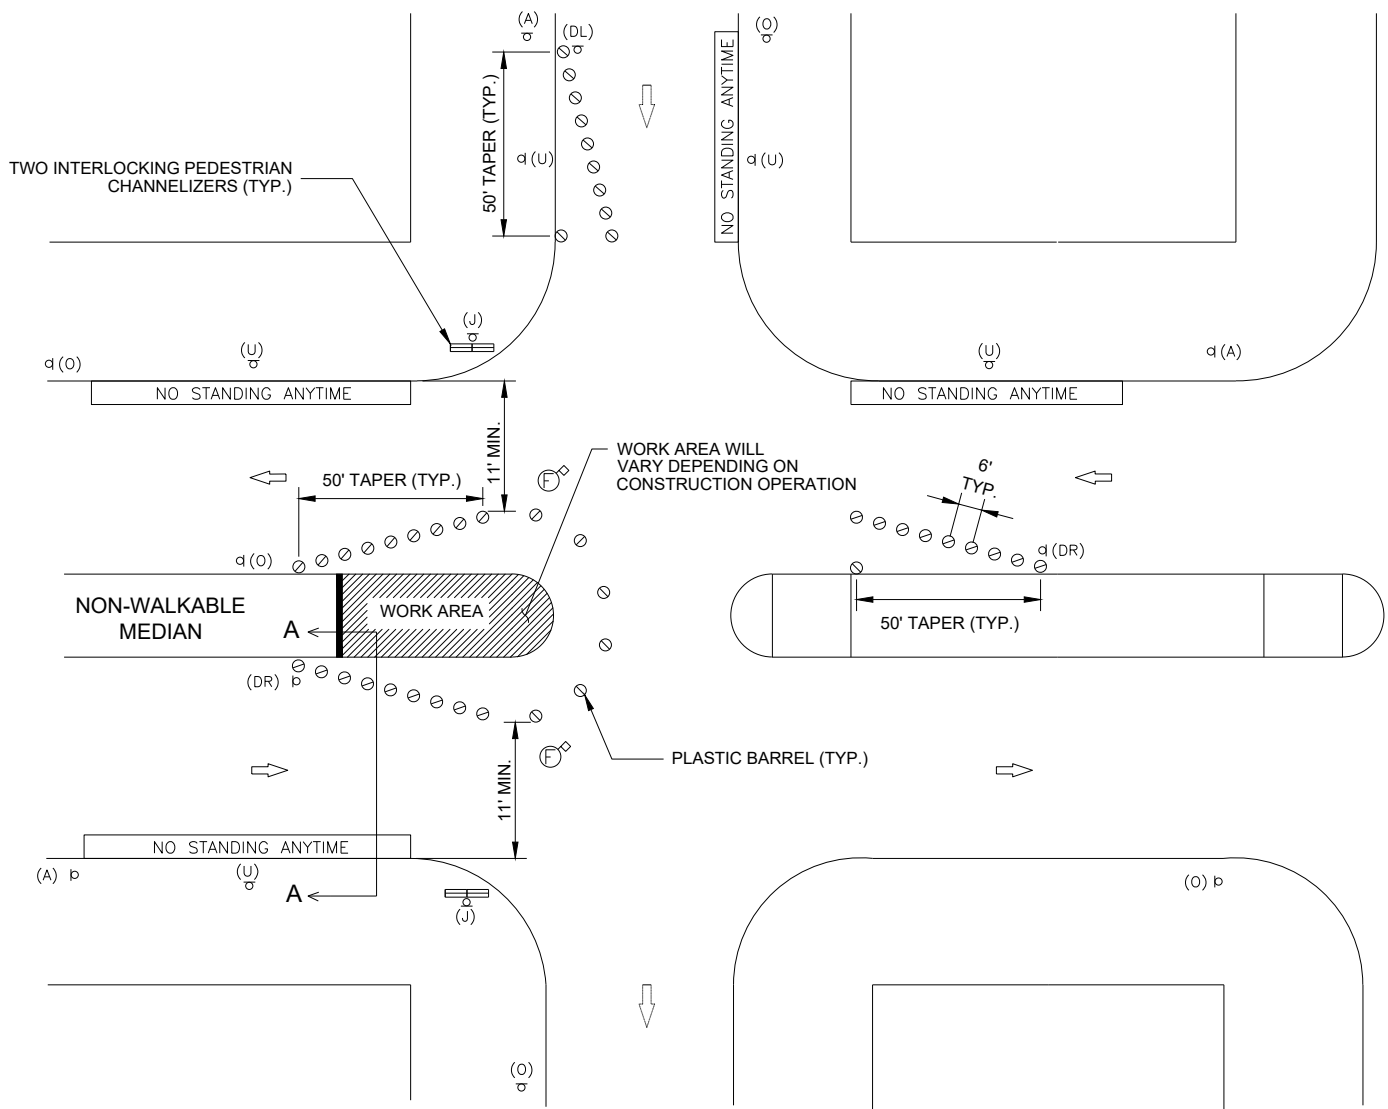 (A)
(DL)
(O)
50' TAPER (TYP.)
NO STANDING ANYTIME
(U)
(U)
TWO INTERLOCKING PEDESTRIAN
CHANNELIZERS (TYP.)
(J)
(O)
(U)
(U)
(A)
NO STANDING ANYTIME
NO STANDING ANYTIME
11' MIN.
WORK AREA WILL
VARY DEPENDING ON
CONSTRUCTION OPERATION
50' TAPER (TYP.)
F
6'
TYP.
(O)
(DR)
NON-WALKABLE
MEDIAN
WORK AREA
A
50' TAPER (TYP.)
(DR)
F
PLASTIC BARREL (TYP.)
11' MIN.
NO STANDING ANYTIME
(A)
(U)
A
(J)
(O)
(O)